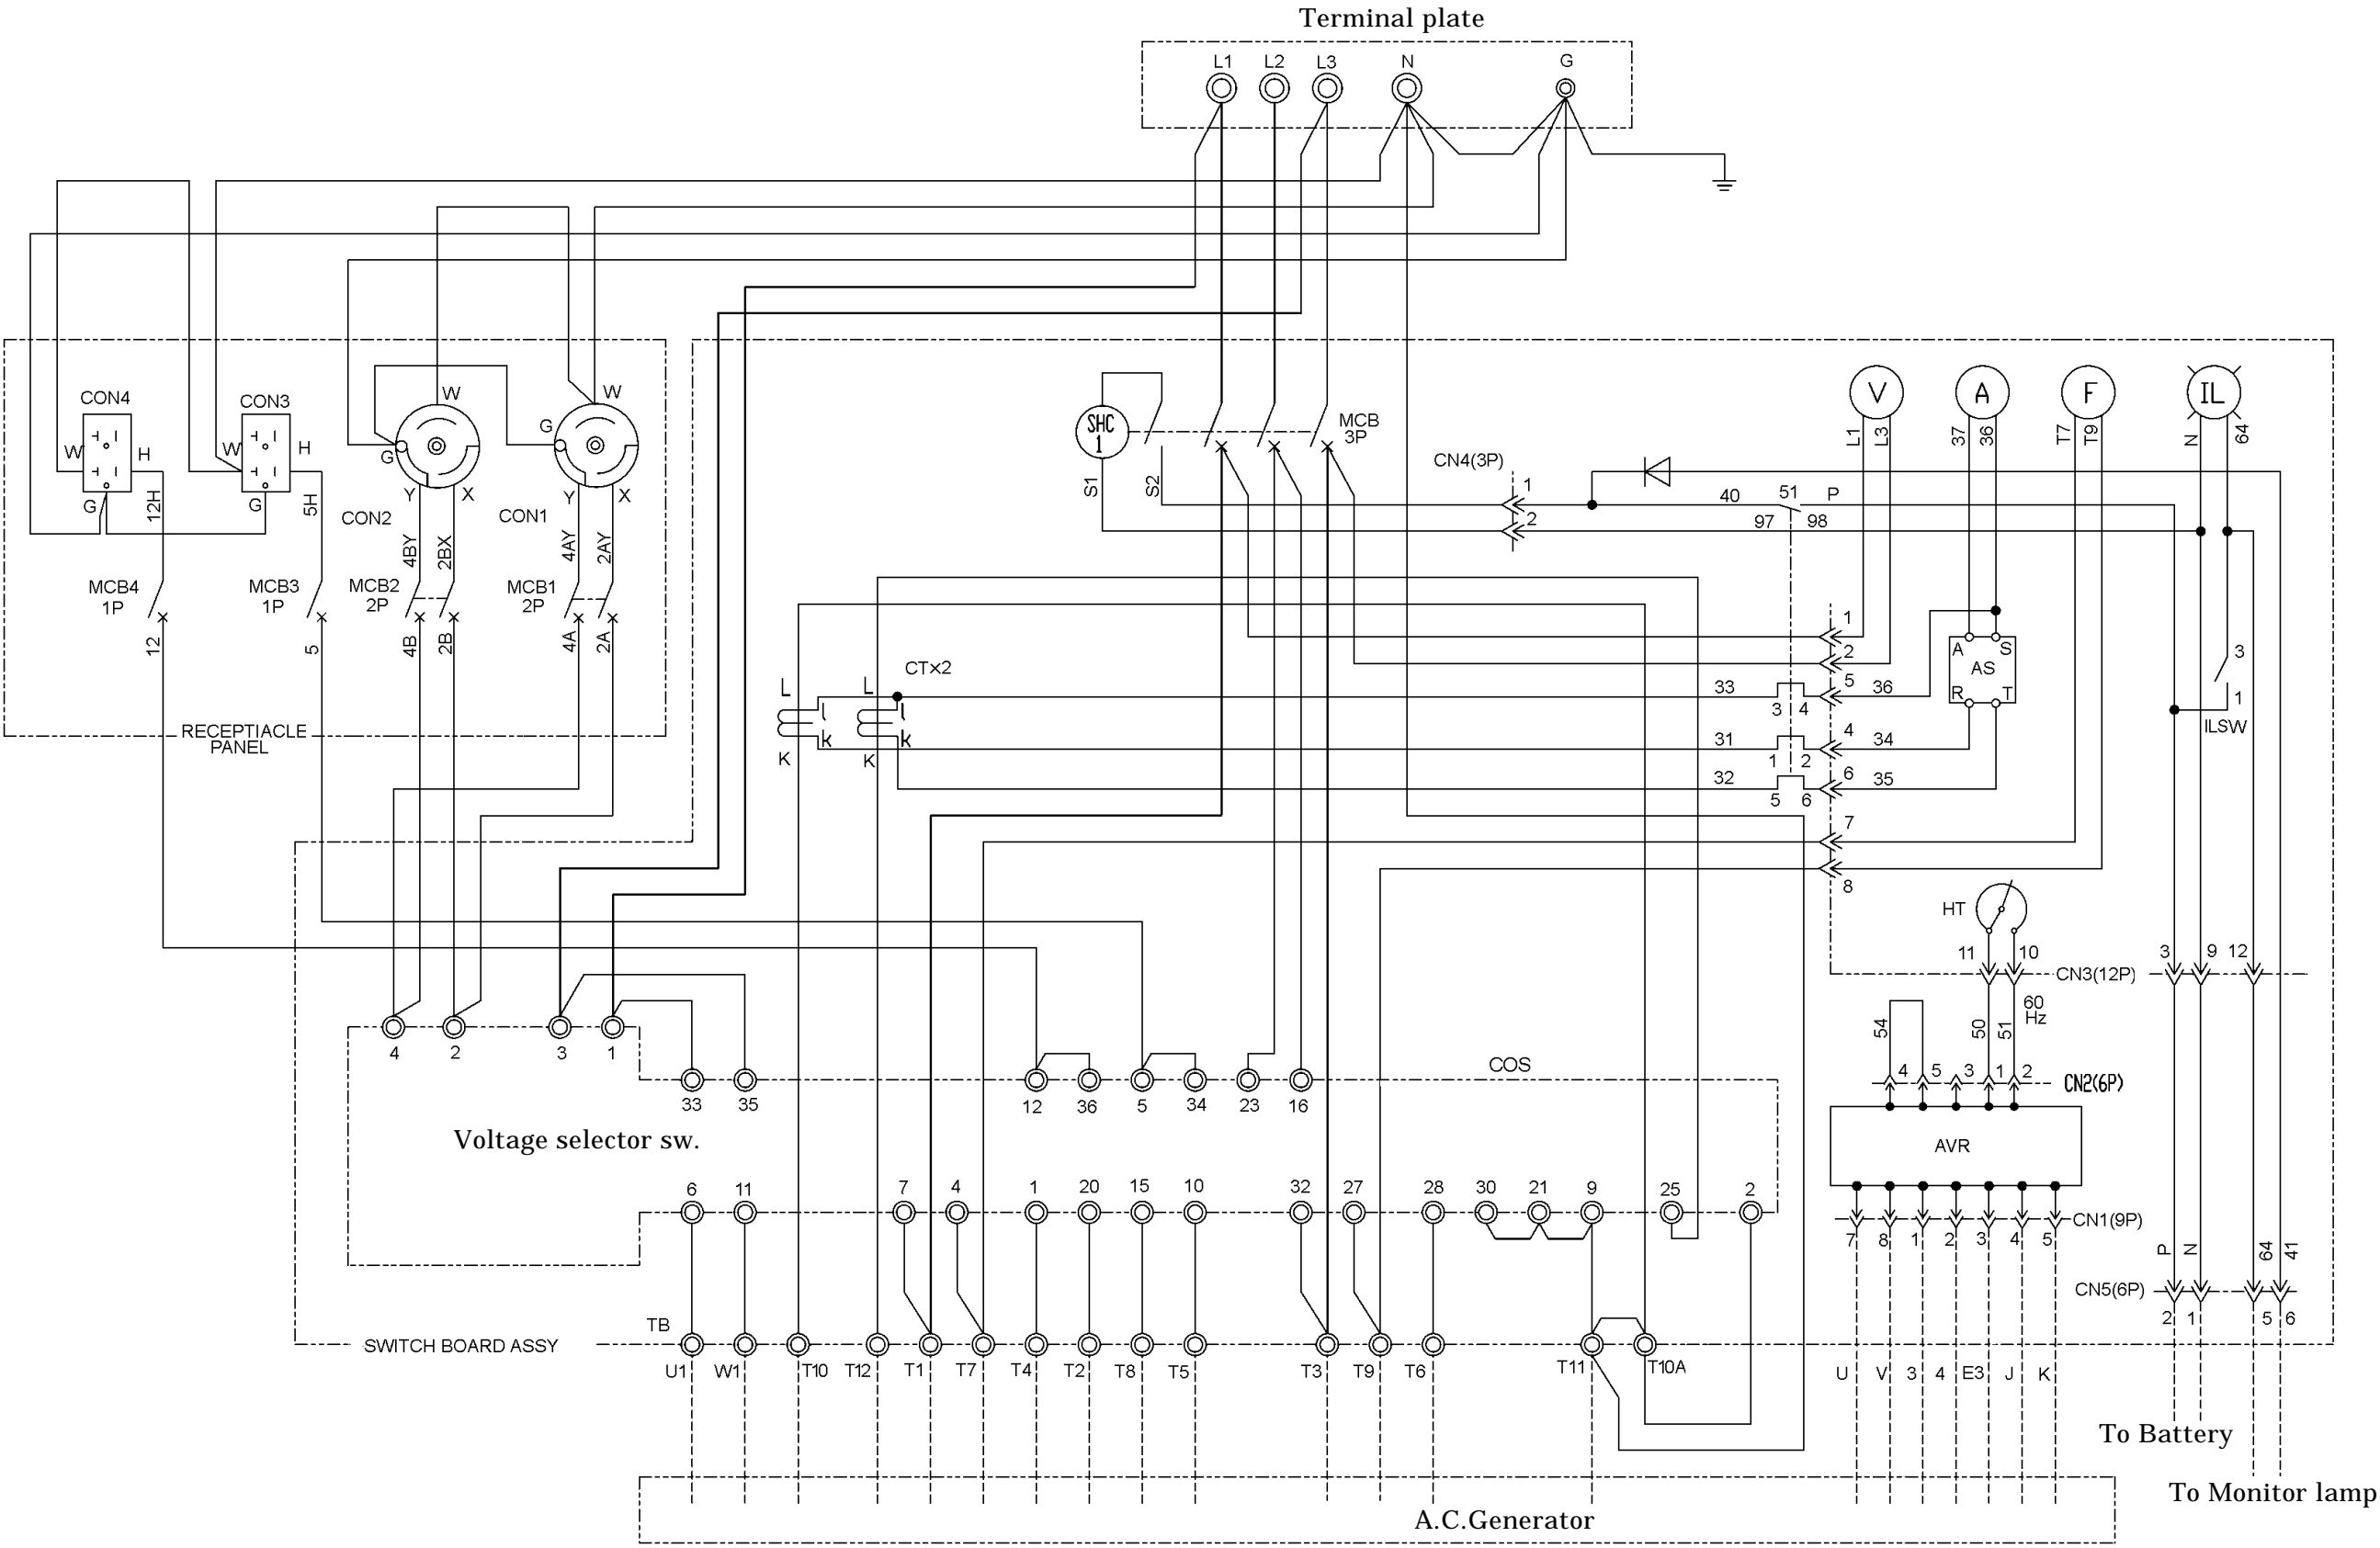 Terminal plate
L1 L2 L3 N G
CON4 CON3 W W
W H W H G
G G G
SHC
1
MCB
3P
V A F IL
Y X Y X
CON2 CON1
12H 5H 4BY 2BX 4AY 2AY
S1 S2
CN4(3P)
1
2
L1 L3 37 36 T7 T9 N 64
40 51 P
97 98
MCB4
1P
MCB3
1P
MCB2
2P
MCB1
2P
12 5 4B 2B 4A 2A
CT×2
L L
l l
k k
K K
1
2
5
33 36
3 4
4
31 34
1 2
6
32 35
5 6
7
8
A S
AS
R T
3
1
ILSW
RECEPTIACLE
PANEL
HT
11 10 3 9 12
CN3(12P)
60
Hz
54 50 51
4 5 3 1 2
CN2(6P)
AVR
4 2 3 1
COS
33 35 12 36 5 34 23 16
Voltage selector sw.
6 11 7 4 1 20 15 10 32 27 28 30 21 9 25 2
CN1(9P)
7 8 1 2 3 4 5
P N 64 41
CN5(6P)
2 1 5 6
TB
SWITCH BOARD ASSY
U1 W1 T10 T12 T1 T7 T4 T2 T8 T5 T3 T9 T6 T11 T10A
U V 3 4 E3 J K
To Battery
To Monitor lamp
A.C.Generator